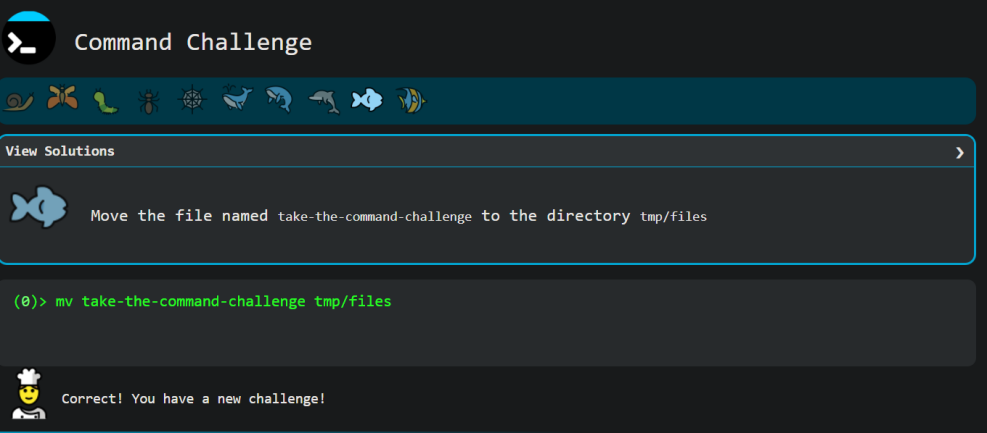 Command Challenge
View Solutions
Move the file named take-the-command-challenge to the directory tmp/files
(0)> mv take-the-command-challenge tmp/files
Correct! You have a new challenge!